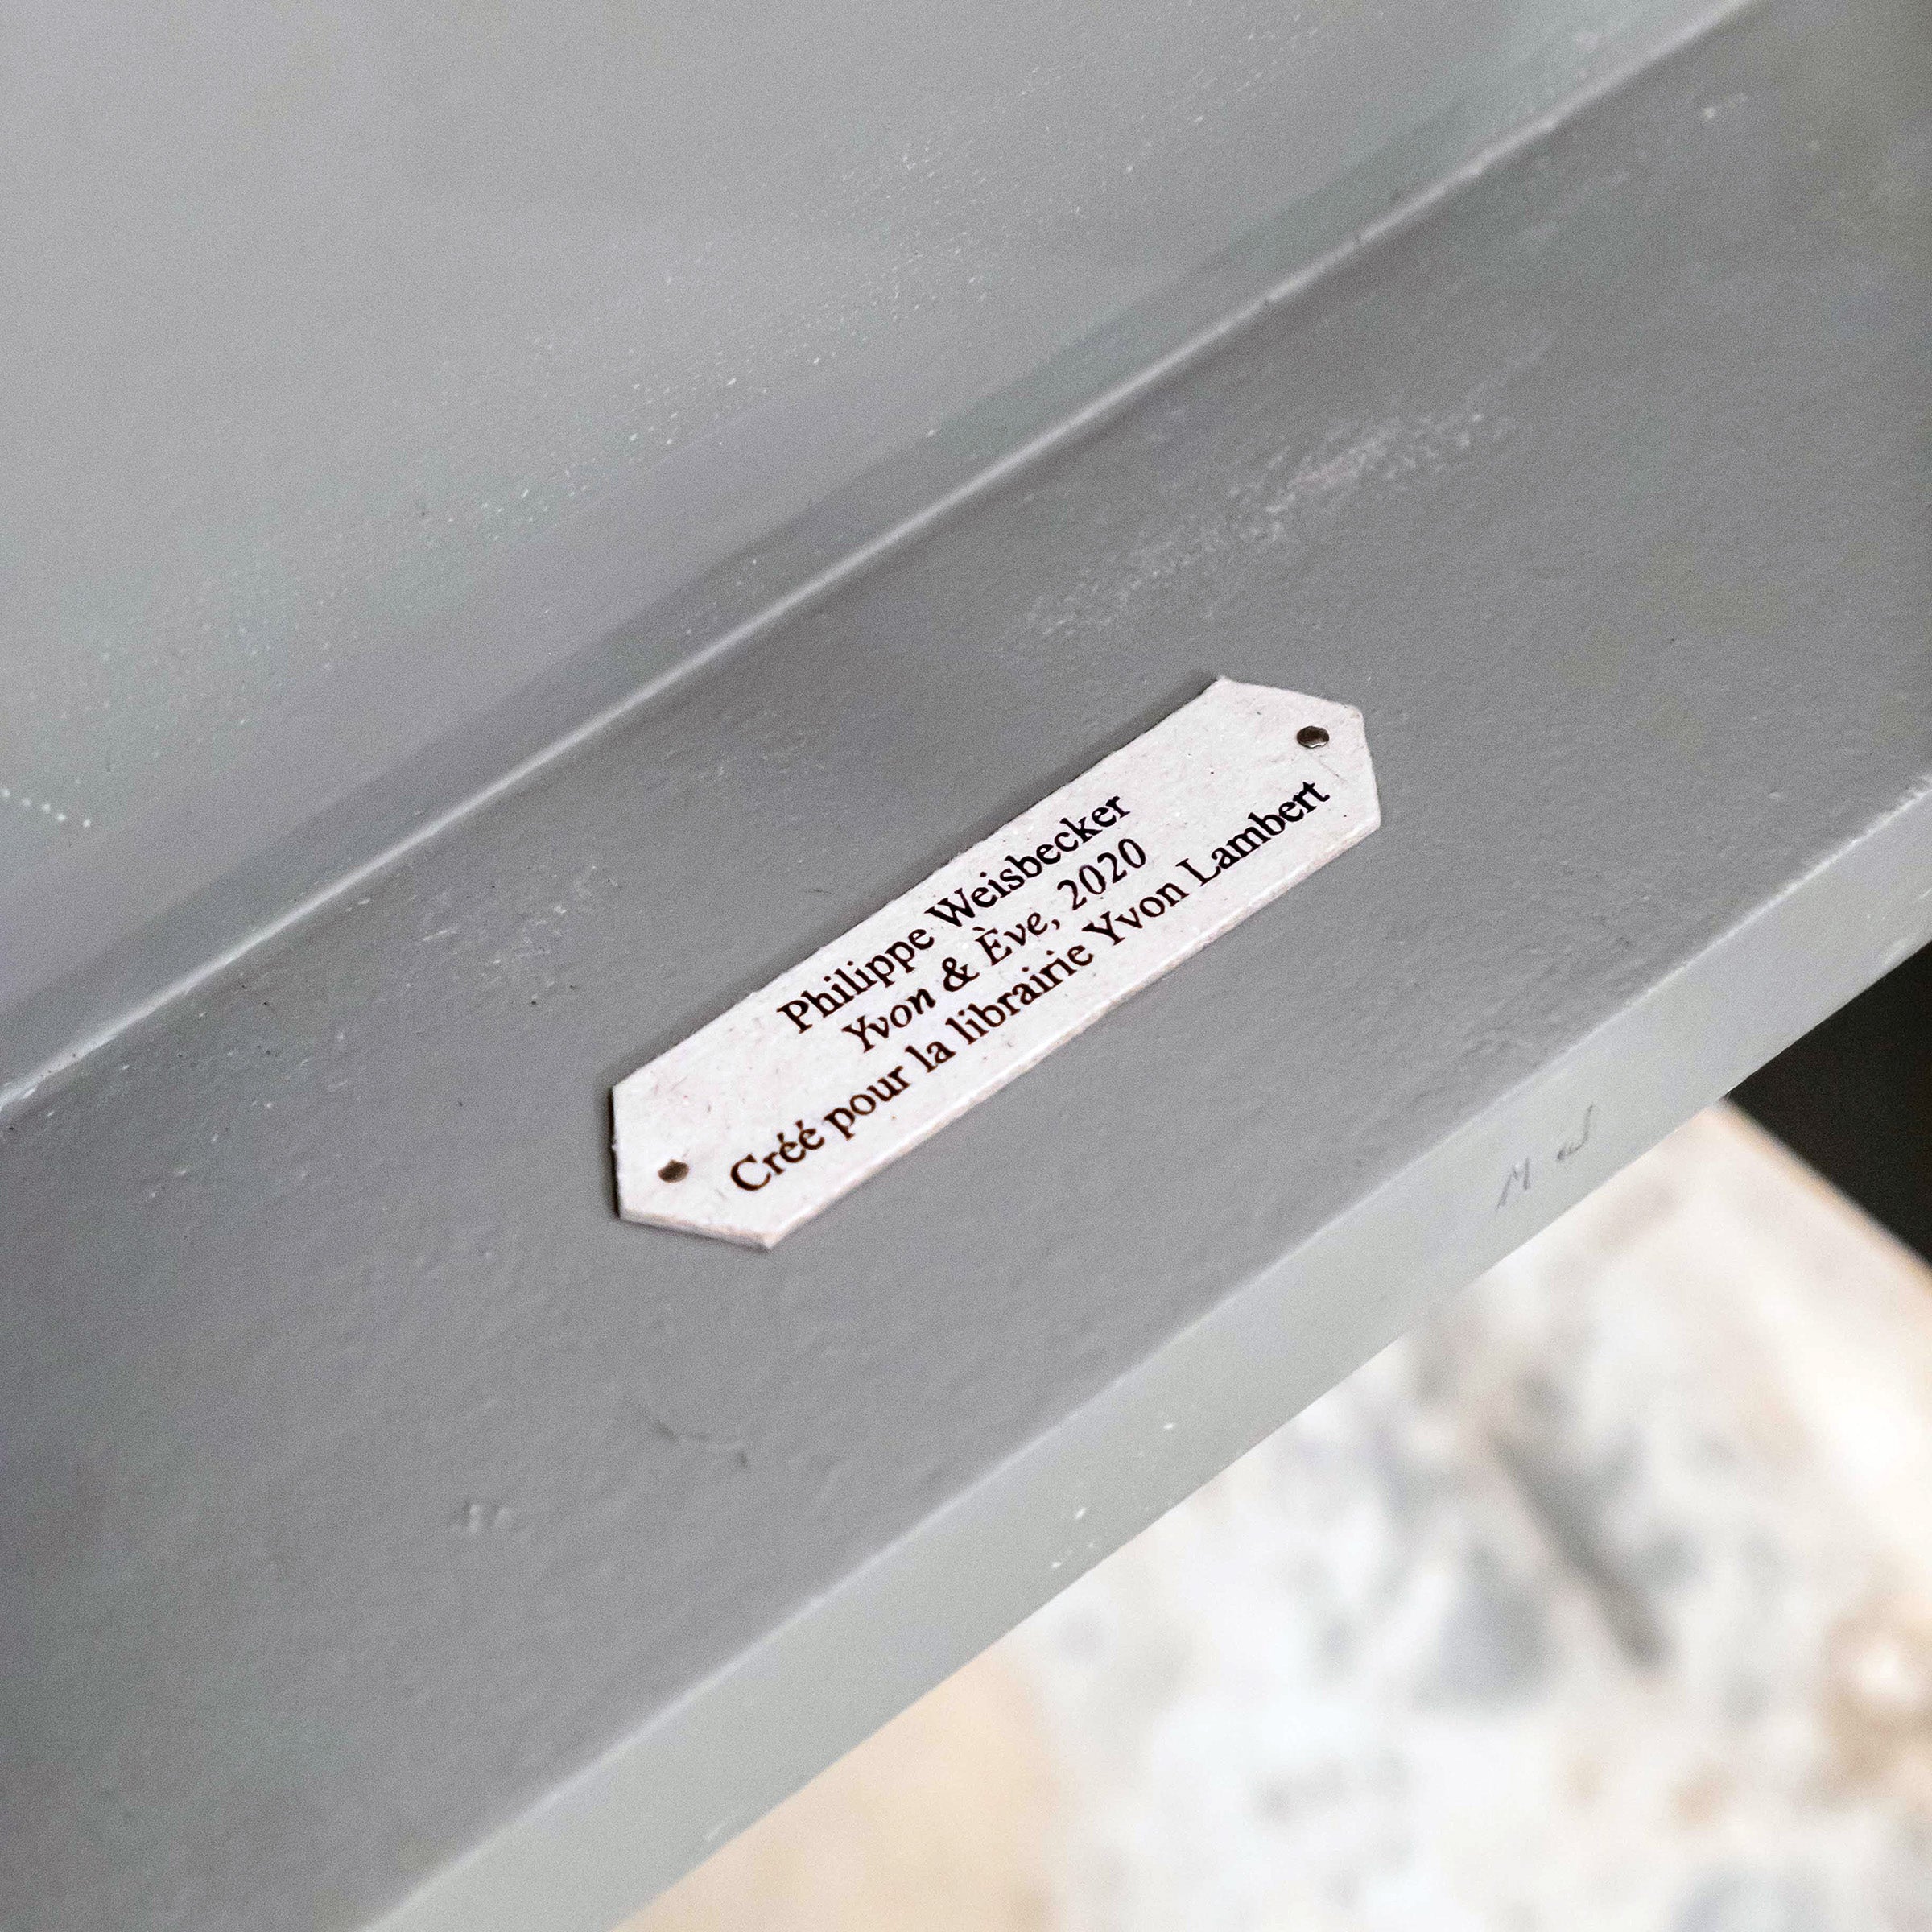 Philippe Weisbecker
Yvon & Ève, 2020
Créé pour la librairie Yvon Lambert